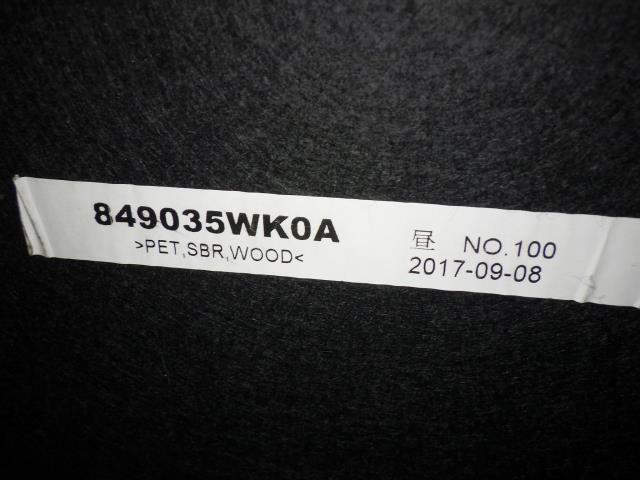 849035WK0A
>PET,SBR,WOOD<
昼 NO.100
2017-09-08